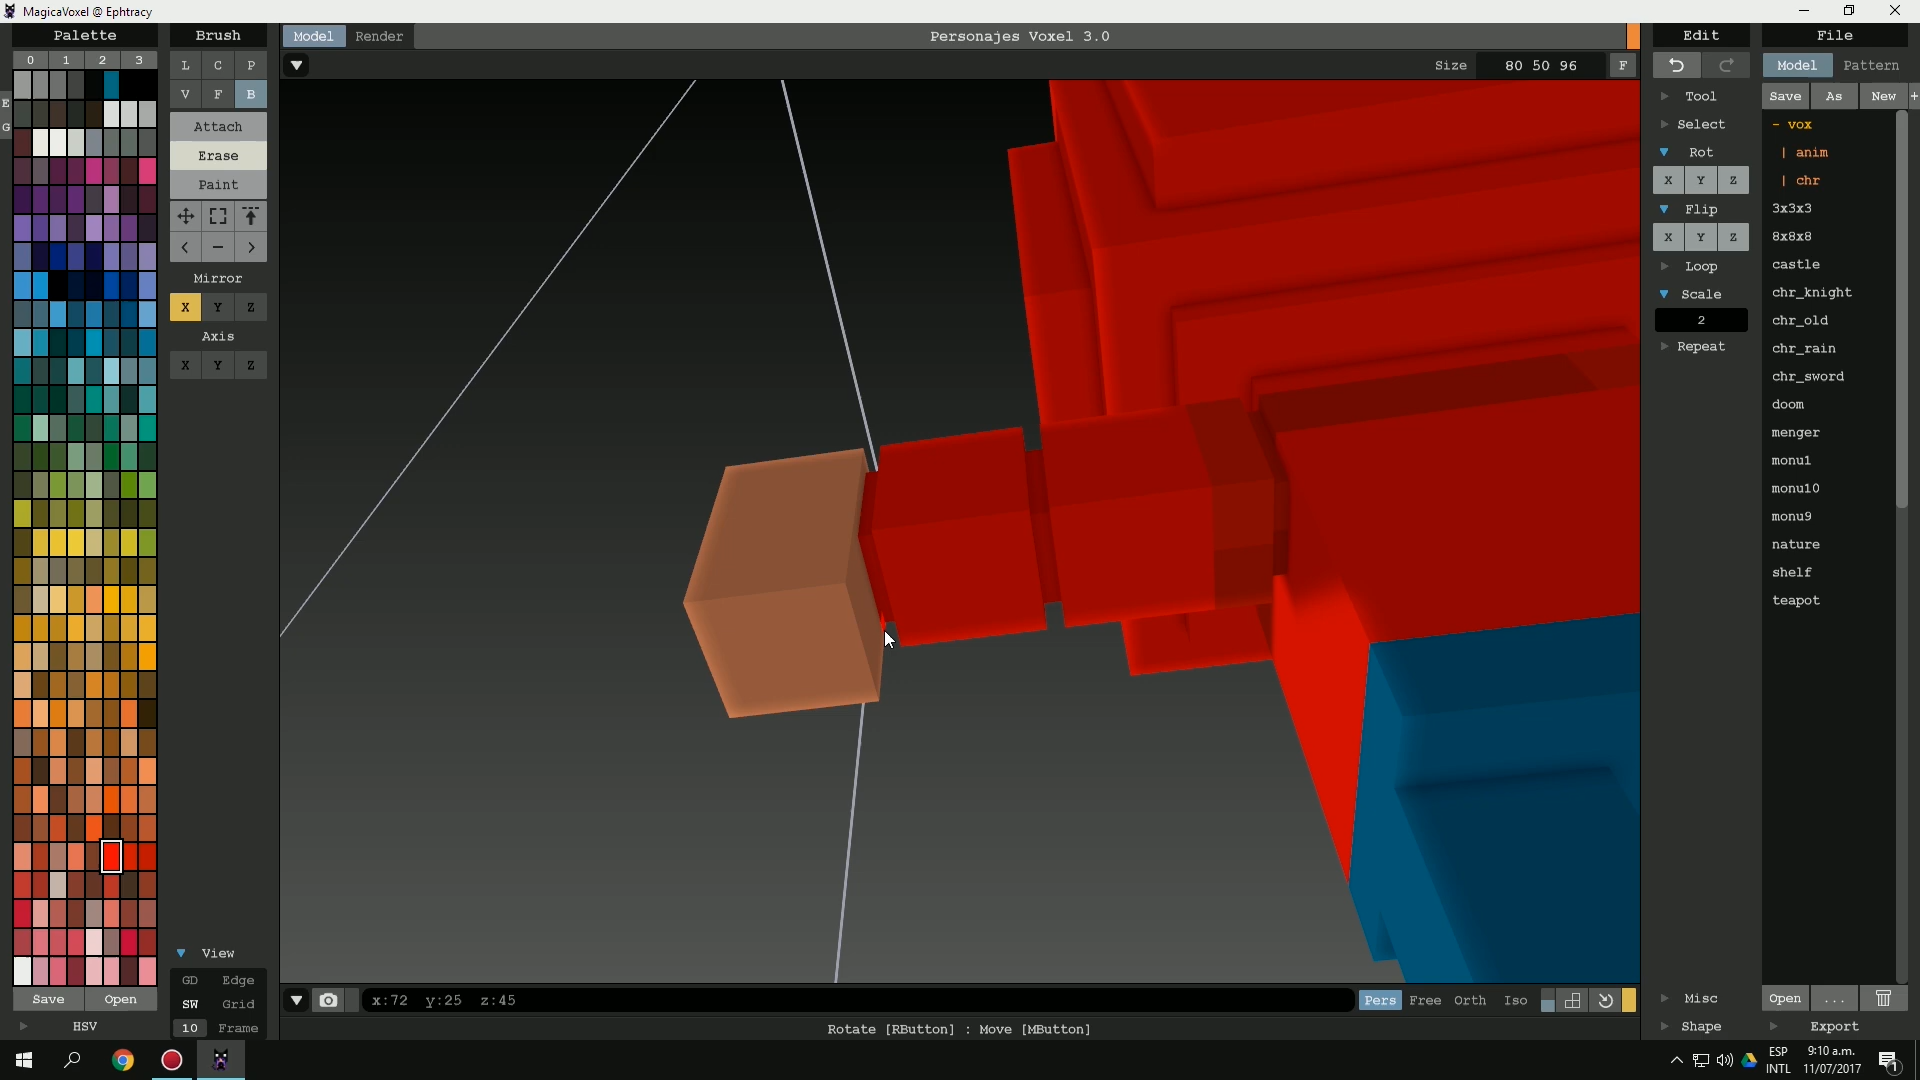 MagicaVoxel @ Ephtracy
Palette
0 1 2 3
E
G
Save Open
HSV
Brush
L C P
V F B
Attach
Erase
Paint
< − >
Mirror
X Y Z
Axis
X Y Z
View
GD Edge
SW Grid
10 Frame
Model Render
Personajes Voxel 3.0
Size 80 50 96 F
x:72 y:25 z:45
Pers Free Orth Iso
Rotate [RButton] : Move [MButton]
Edit
Tool
Select
Rot
X Y Z
Flip
X Y Z
Loop
Scale
2
Repeat
Misc
Shape
File
Model Pattern
Save As New +
- vox
| anim
| chr
3x3x3
8x8x8
castle
chr_knight
chr_old
chr_rain
chr_sword
doom
menger
monu1
monu10
monu9
nature
shelf
teapot
Open ...
Export
ESP
INTL
9:10 a.m.
11/07/2017
1